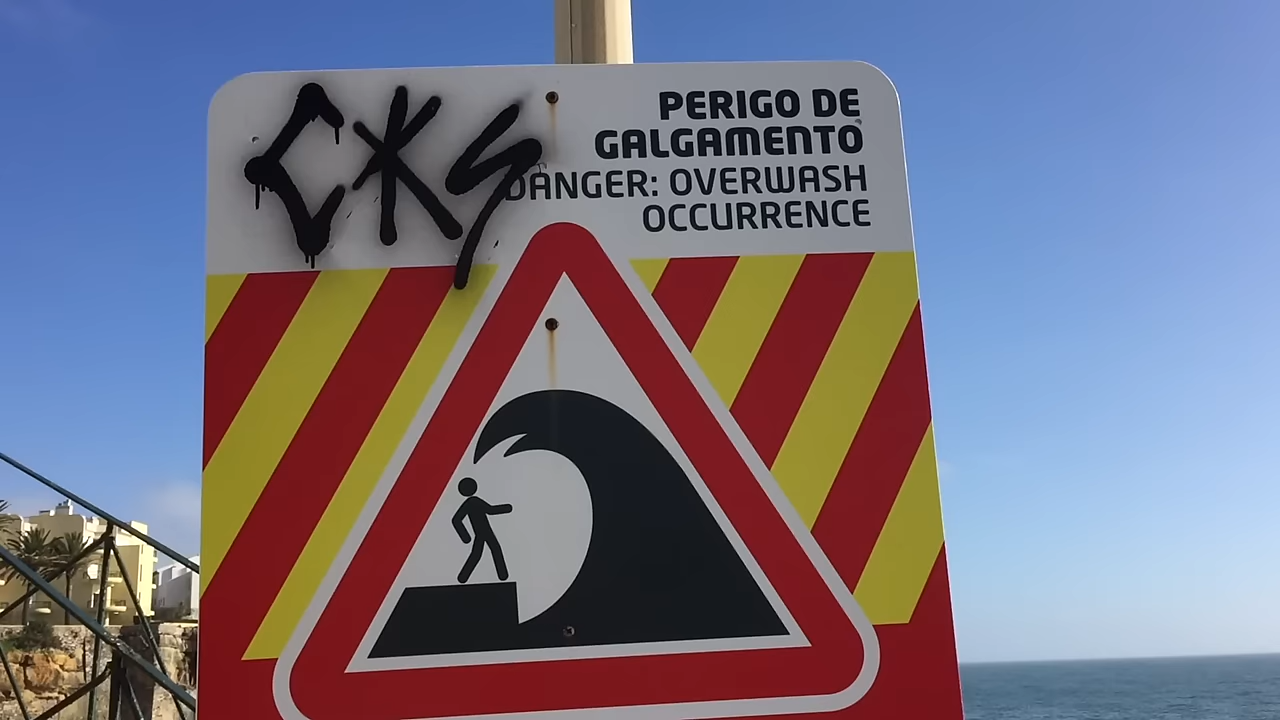 CKS
PERIGO DE
GALGAMENTO
DANGER: OVERWASH
OCCURRENCE